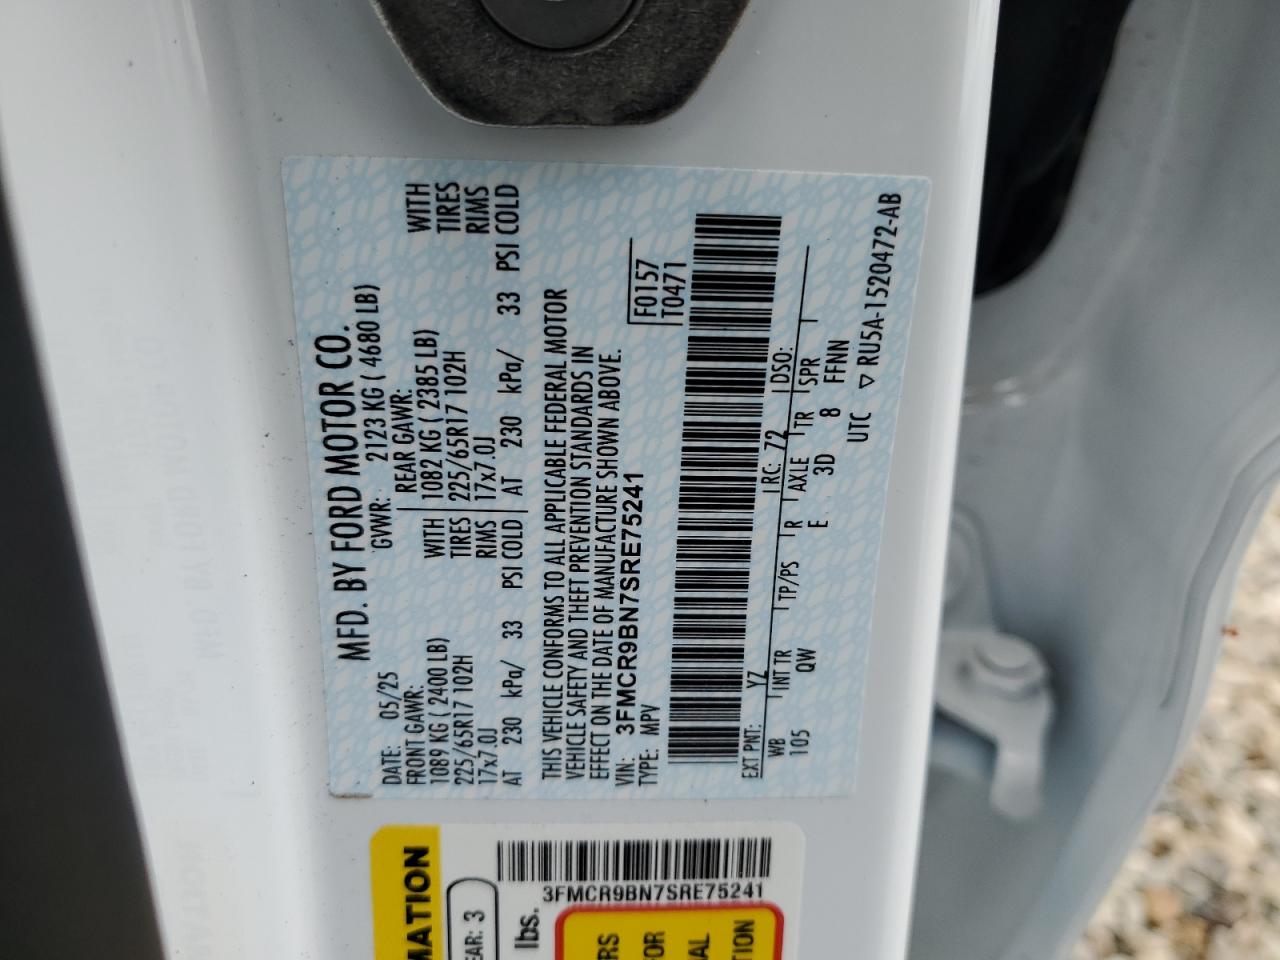 MFD. BY FORD MOTOR CO.
DATE: 05/25 GVWR: 2123 KG ( 4680 LB)
FRONT GAWR: REAR GAWR:
1089 KG ( 2400 LB) WITH 1082 KG ( 2385 LB) WITH
225/65R17 102H TIRES 225/65R17 102H TIRES
17x7.0J RIMS 17x7.0J RIMS
AT 230 kPa/ 33 PSI COLD AT 230 kPa/ 33 PSI COLD
THIS VEHICLE CONFORMS TO ALL APPLICABLE FEDERAL MOTOR
VEHICLE SAFETY AND THEFT PREVENTION STANDARDS IN
EFFECT ON THE DATE OF MANUFACTURE SHOWN ABOVE.
VIN: 3FMCR9BN7SRE75241 F0157
TYPE: MPV T0471
EXT PNT: YZ RC: 72 DSO:
WB INT TR TP/PS R AXLE TR SPR
105 QW E 3D 8 FFNN
UTC ▽ RU5A-1520472-AB
3FMCR9BN7SRE75241
EAR: 3
lbs.